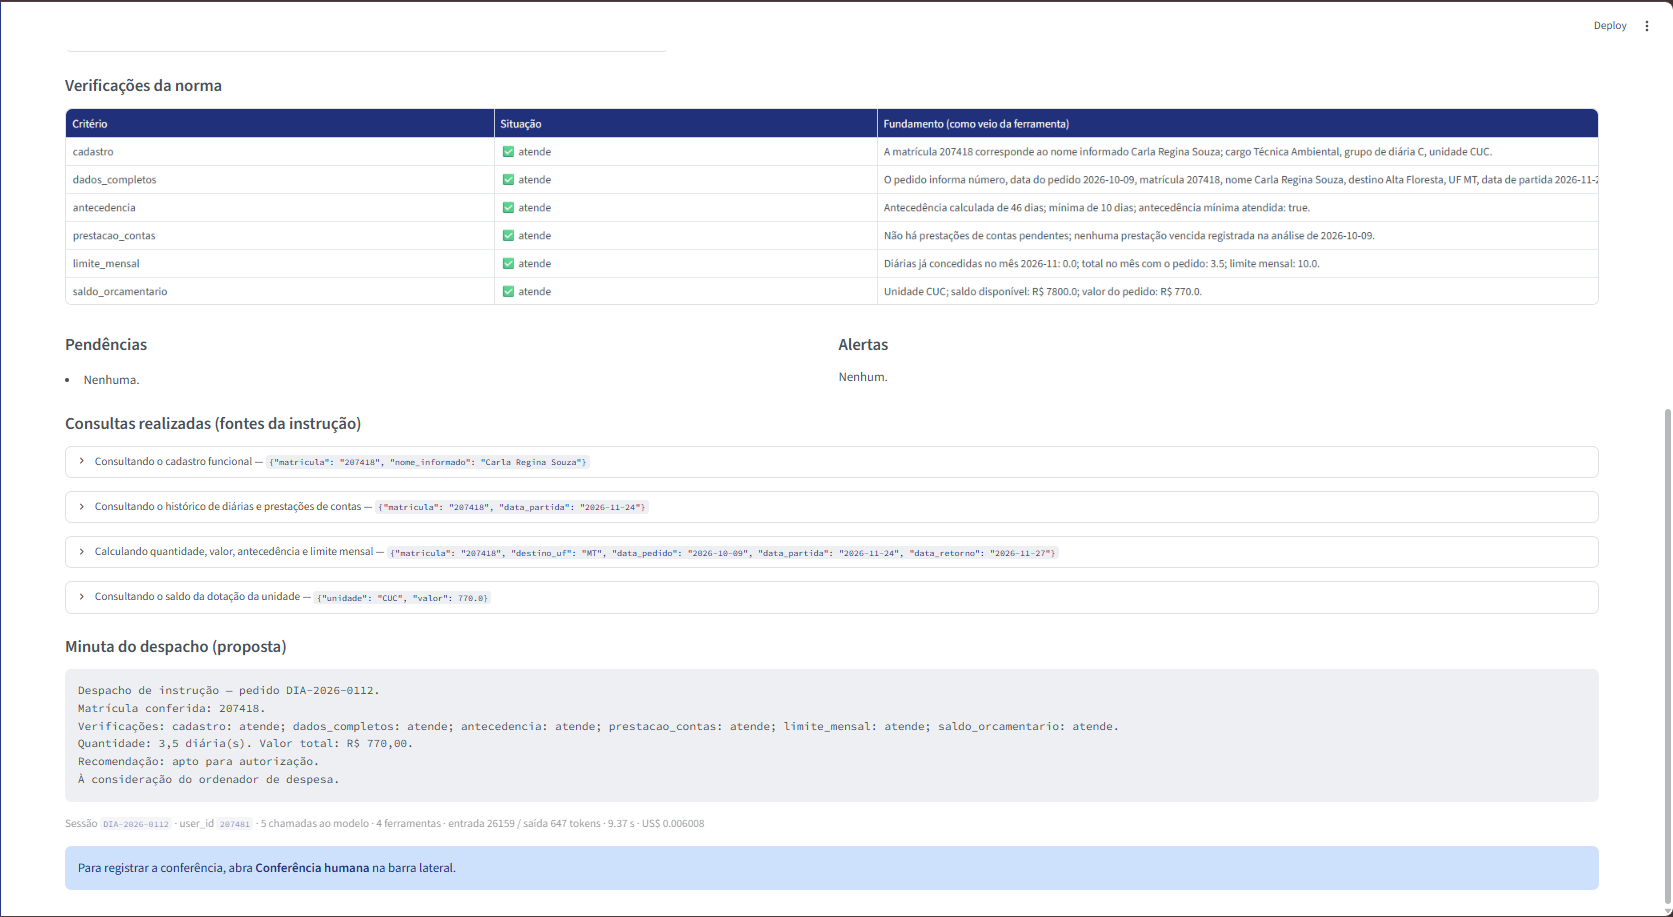 Deploy
Verificações da norma
Critério Situação Fundamento (como veio da ferramenta)
cadastro atende A matrícula 207418 corresponde ao nome informado Carla Regina Souza; cargo Técnica Ambiental, grupo de diária C, unidade CUC.
dados_completos atende O pedido informa número, data do pedido 2026-10-09, matrícula 207418, nome Carla Regina Souza, destino Alta Floresta, UF MT, data de partida 2026-11-2
antecedencia atende Antecedência calculada de 46 dias; mínima de 10 dias; antecedência mínima atendida: true.
prestacao_contas atende Não há prestações de contas pendentes; nenhuma prestação vencida registrada na análise de 2026-10-09.
limite_mensal atende Diárias já concedidas no mês 2026-11: 0.0; total no mês com o pedido: 3.5; limite mensal: 10.0.
saldo_orcamentario atende Unidade CUC; saldo disponível: R$ 7800.0; valor do pedido: R$ 770.0.
Pendências
• Nenhuma.
Alertas
Nenhum.
Consultas realizadas (fontes da instrução)
Consultando o cadastro funcional — {"matricula": "207418", "nome_informado": "Carla Regina Souza"}
Consultando o histórico de diárias e prestações de contas — {"matricula": "207418", "data_partida": "2026-11-24"}
Calculando quantidade, valor, antecedência e limite mensal — {"matricula": "207418", "destino_uf": "MT", "data_pedido": "2026-10-09", "data_partida": "2026-11-24", "data_retorno": "2026-11-27"}
Consultando o saldo da dotação da unidade — {"unidade": "CUC", "valor": 770.0}
Minuta do despacho (proposta)
Despacho de instrução — pedido DIA-2026-0112.
Matrícula conferida: 207418.
Verificações: cadastro: atende; dados_completos: atende; antecedencia: atende; prestacao_contas: atende; limite_mensal: atende; saldo_orcamentario: atende.
Quantidade: 3,5 diária(s). Valor total: R$ 770,00.
Recomendação: apto para autorização.
À consideração do ordenador de despesa.
Sessão DIA-2026-0112 · user_id 207481 · 5 chamadas ao modelo · 4 ferramentas · entrada 26159 / saída 647 tokens · 9.37 s · US$ 0.006008
Para registrar a conferência, abra Conferência humana na barra lateral.